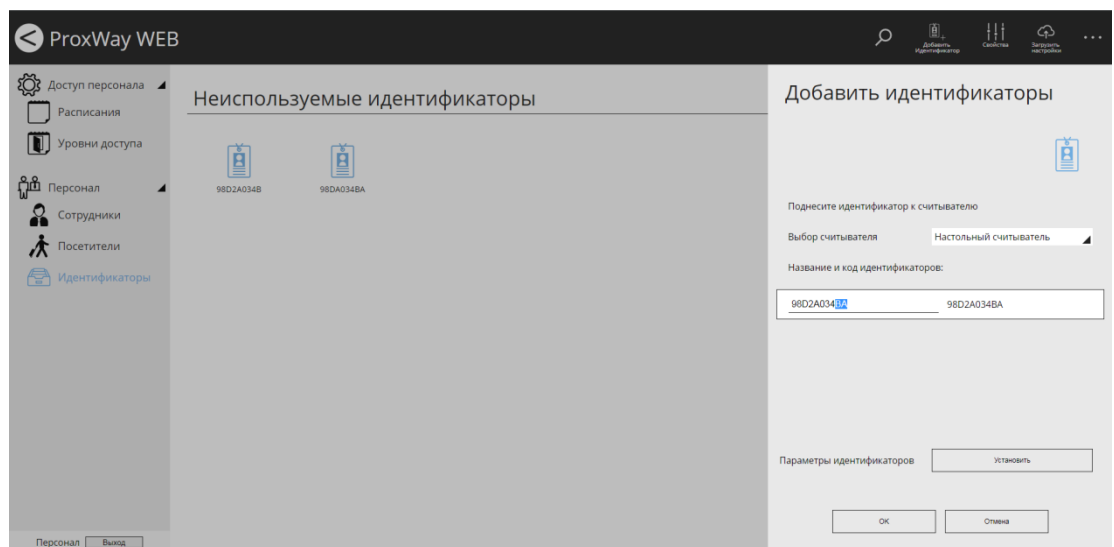 ProxWay WEB
Добавить
Идентификатор
Свойства
Загрузить
настройки
...
Доступ персонала
Расписания
Уровни доступа
Персонал
Сотрудники
Посетители
Идентификаторы
Персонал Выход
Неиспользуемые идентификаторы
98D2A034B 98DA034BA
Добавить идентификаторы
Поднесите идентификатор к считывателю
Выбор считывателя Настольный считыватель
Название и код идентификаторов:
98D2A034BA 98D2A034BA
Параметры идентификаторов Установить
OK Отмена